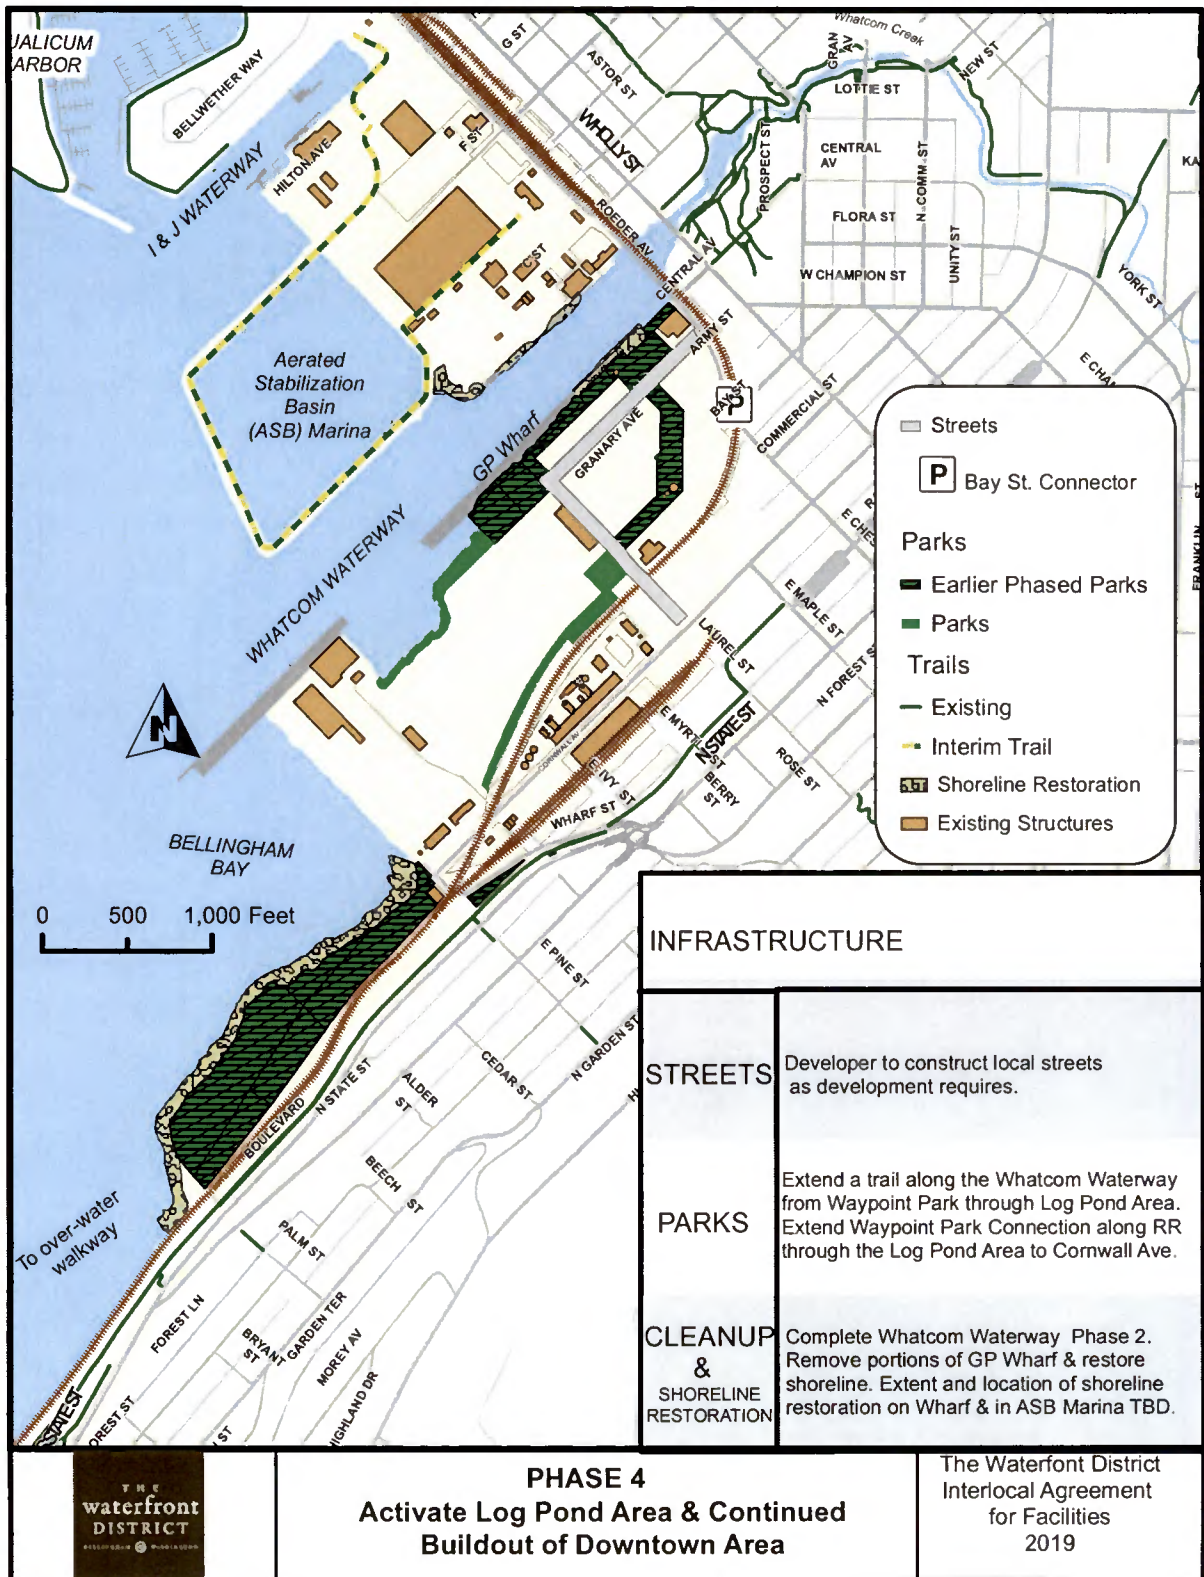 UALICUM
ARBOR
BELLWETHER WAY
I & J WATERWAY
HILTON AVE
F ST
G ST
ASTOR ST
W HOLLY ST
ROEDER AV
C ST
CENTRAL AV
Whatcom Creek
GRAN AV
NEW ST
LOTTIE ST
PROSPECT ST
CENTRAL
AV
N COMM ST
FLORA ST
UNITY ST
W CHAMPION ST
YORK ST
KA
ARMY ST
BAY ST
P
COMMERCIAL ST
E CHAM
Aerated
Stabilization
Basin
(ASB) Marina
GP Wharf
GRANARY AVE
WHATCOM WATERWAY
Streets
P Bay St. Connector
Parks
Earlier Phased Parks
Parks
Trails
Existing
Interim Trail
Shoreline Restoration
Existing Structures
E CHES
FRANKLIN ST
E MAPLE ST
N FOREST S
LAUREL ST
N STATE ST
E MYRTLE ST
ROSE ST
BERRY
ST
CORNWALL AV
E IVY ST
WHARF ST
N
BELLINGHAM
BAY
0 500 1,000 Feet
E PINE ST
N GARDEN ST
CEDAR ST
ALDER
ST
N STATE ST
BOULEVARD
BEECH ST
PALM ST
To over-water
walkway
FOREST LN
BRYANT
ST
GARDEN TER
MOREY AV
HIGHLAND DR
S STATE ST
OREST ST
ST
INFRASTRUCTURE
STREETS
Developer to construct local streets
as development requires.
PARKS
Extend a trail along the Whatcom Waterway
from Waypoint Park through Log Pond Area.
Extend Waypoint Park Connection along RR
through the Log Pond Area to Cornwall Ave.
CLEANUP
&
SHORELINE
RESTORATION
Complete Whatcom Waterway Phase 2.
Remove portions of GP Wharf & restore
shoreline. Extent and location of shoreline
restoration on Wharf & in ASB Marina TBD.
THE
waterfront
DISTRICT
BELLINGHAM WASHINGTON
PHASE 4
Activate Log Pond Area & Continued
Buildout of Downtown Area
The Waterfont District
Interlocal Agreement
for Facilities
2019